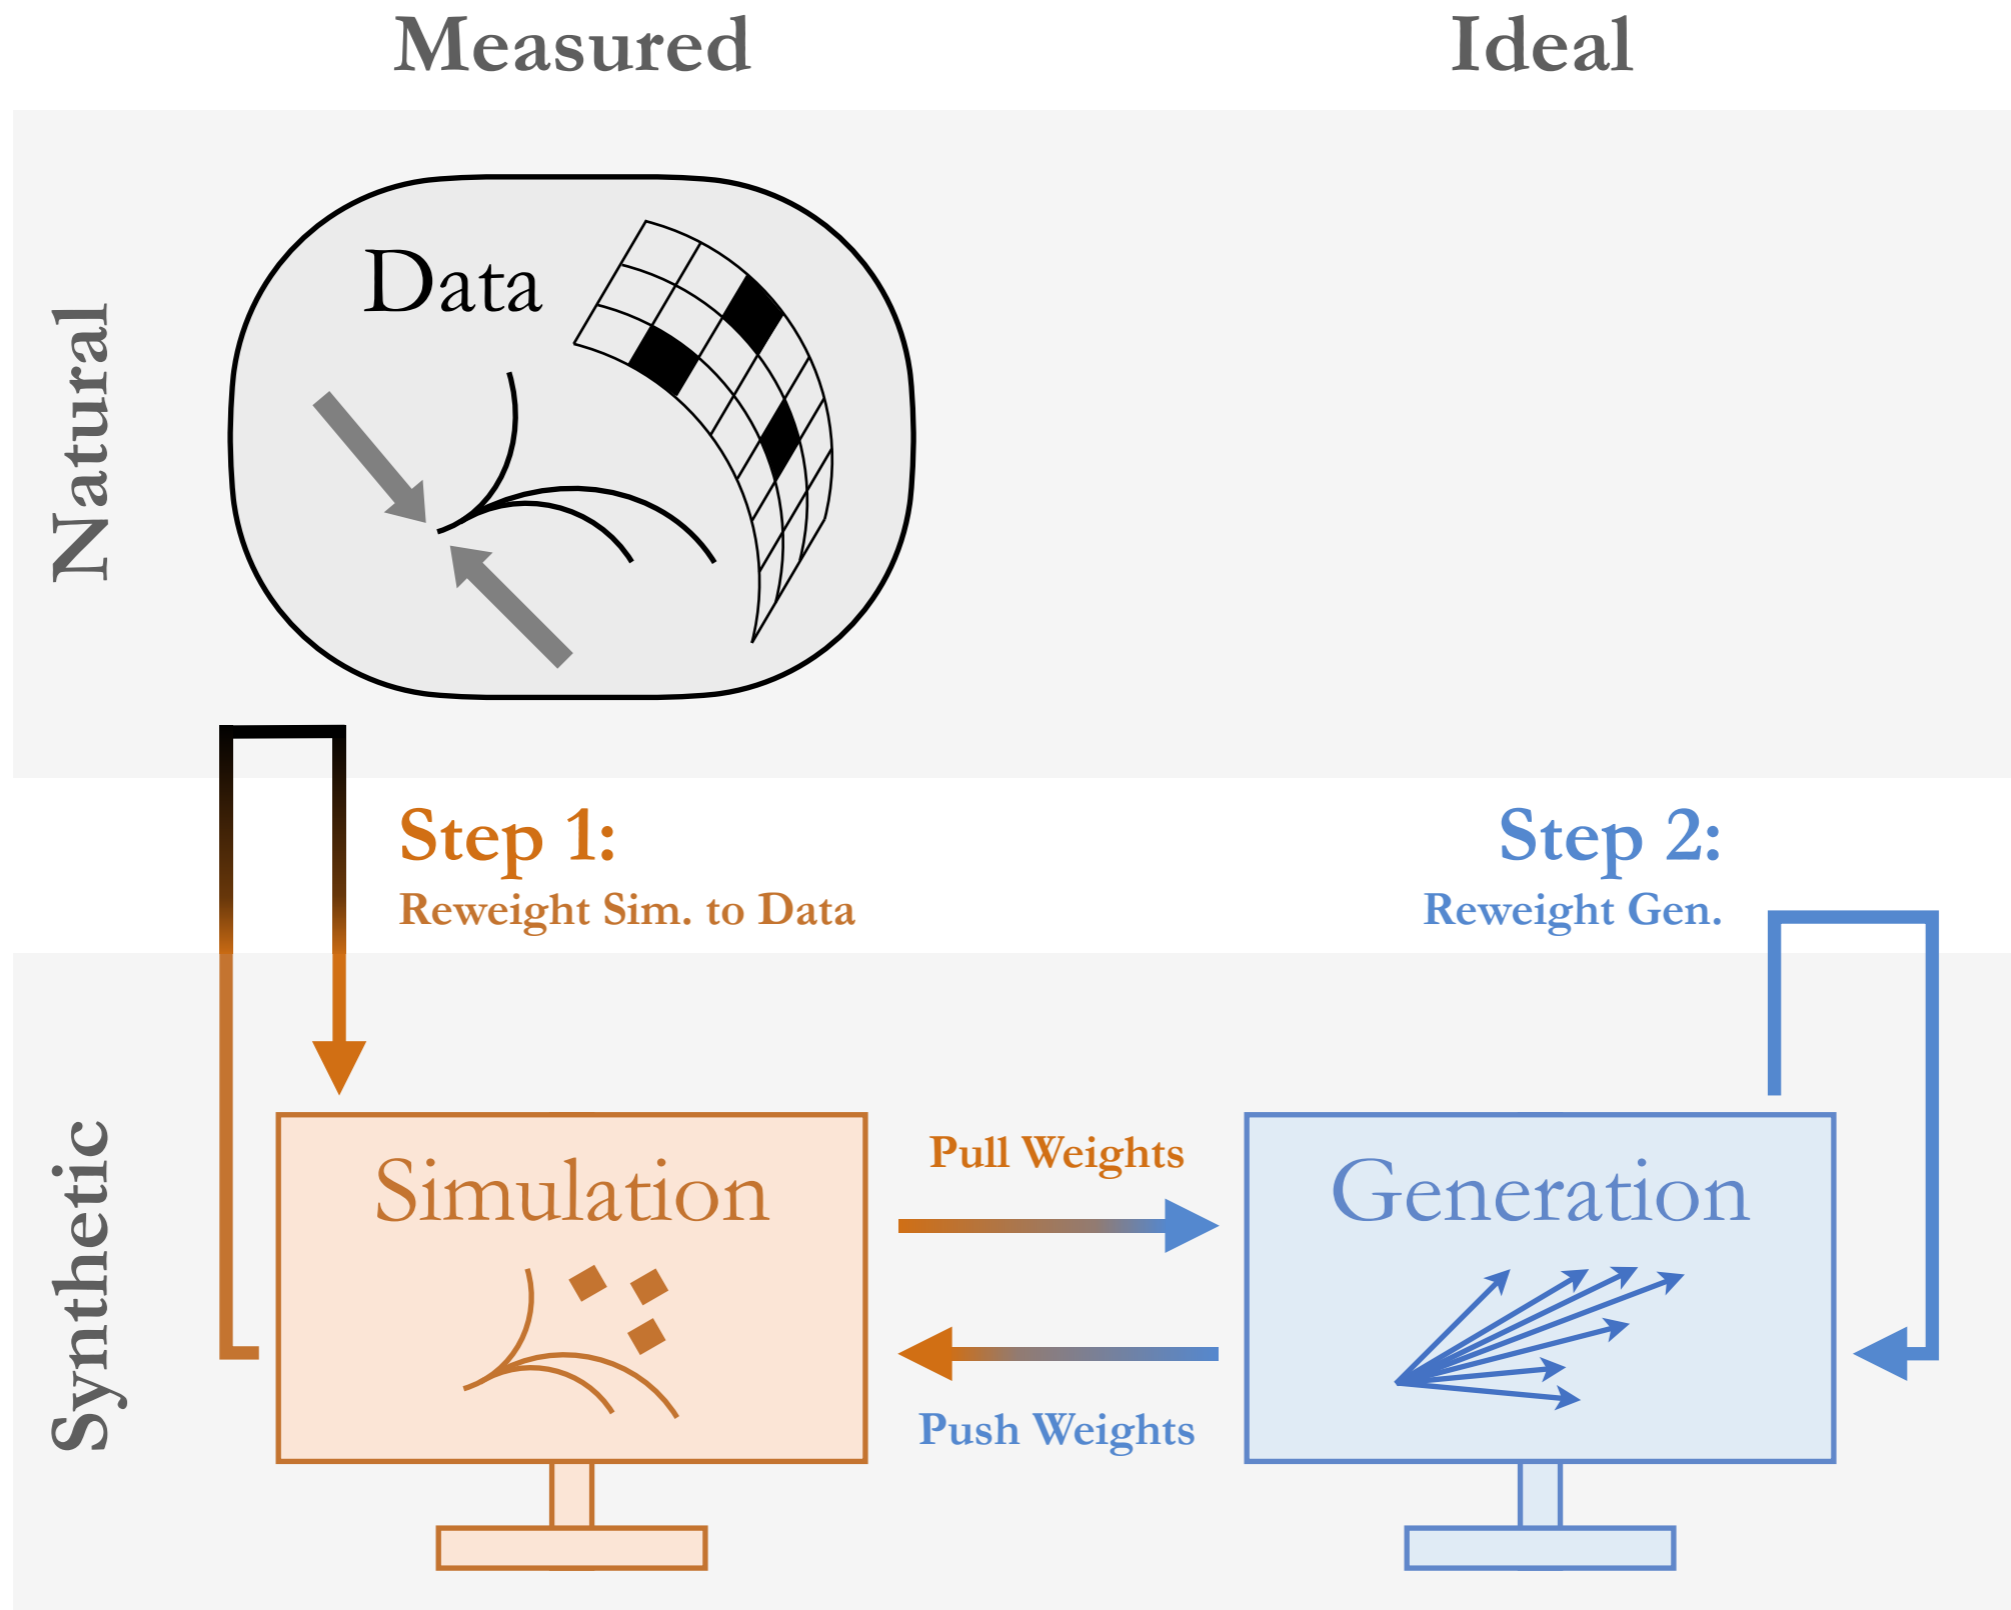 Measured
Ideal
Natural
Data
Step 1:
Reweight Sim. to Data
Step 2:
Reweight Gen.
Synthetic
Simulation
Pull Weights
Push Weights
Generation